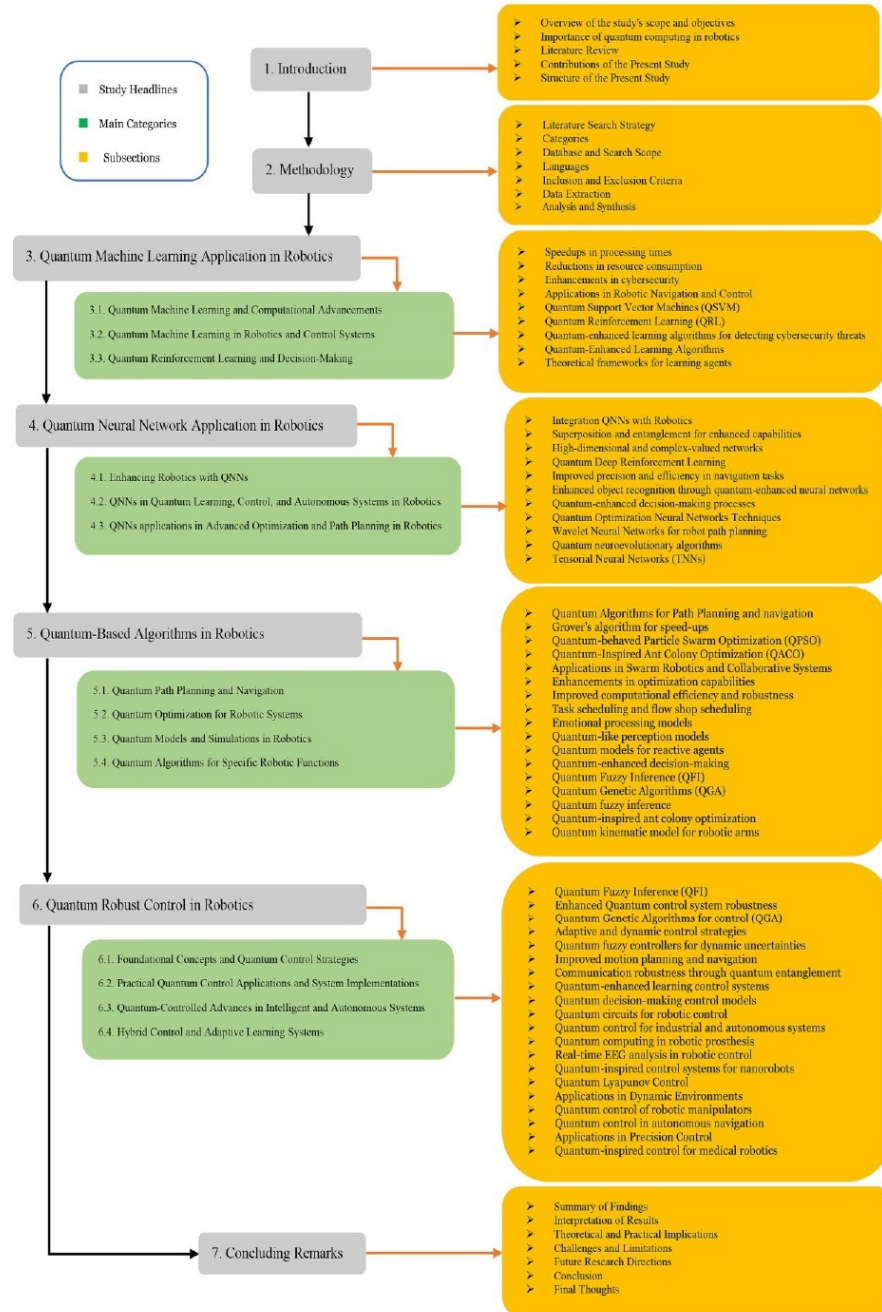 Study Headlines
Main Categories
Subsections
1. Introduction
Overview of the study's scope and objectives
Importance of quantum computing in robotics
Literature Review
Contributions of the Present Study
Structure of the Present Study
2. Methodology
Literature Search Strategy
Categories
Database and Search Scope
Languages
Inclusion and Exclusion Criteria
Data Extraction
Analysis and Synthesis
3. Quantum Machine Learning Application in Robotics
3.1. Quantum Machine Learning and Computational Advancements
3.2. Quantum Machine Learning in Robotics and Control Systems
3.3. Quantum Reinforcement Learning and Decision-Making
Speedups in processing times
Reductions in resource consumption
Enhancements in cybersecurity
Applications in Robotic Navigation and Control
Quantum Support Vector Machines (QSVM)
Quantum Reinforcement Learning (QRL)
Quantum-enhanced learning algorithms for detecting cybersecurity threats
Quantum-Enhanced Learning Algorithms
Theoretical frameworks for learning agents
4. Quantum Neural Network Application in Robotics
4.1. Enhancing Robotics with QNNs
4.2. QNNs in Quantum Learning, Control, and Autonomous Systems in Robotics
4.3. QNNs applications in Advanced Optimization and Path Planning in Robotics
Integration QNNs with Robotics
Superposition and entanglement for enhanced capabilities
High-dimensional and complex-valued networks
Quantum Deep Reinforcement Learning
Improved precision and efficiency in navigation tasks
Enhanced object recognition through quantum-enhanced neural networks
Quantum-enhanced decision-making processes
Quantum Optimization Neural Networks Techniques
Wavelet Neural Networks for robot path planning
Quantum neuroevolutionary algorithms
Tensorial Neural Networks (TNNs)
5. Quantum-Based Algorithms in Robotics
5.1. Quantum Path Planning and Navigation
5.2. Quantum Optimization for Robotic Systems
5.3. Quantum Models and Simulations in Robotics
5.4. Quantum Algorithms for Specific Robotic Functions
Quantum Algorithms for Path Planning and navigation
Grover's algorithm for speed-ups
Quantum-behaved Particle Swarm Optimization (QPSO)
Quantum-Inspired Ant Colony Optimization (QACO)
Applications in Swarm Robotics and Collaborative Systems
Enhancements in optimization capabilities
Improved computational efficiency and robustness
Task scheduling and flow shop scheduling
Emotional processing models
Quantum-like perception models
Quantum models for reactive agents
Quantum-enhanced decision-making
Quantum Fuzzy Inference (QFI)
Quantum Genetic Algorithms (QGA)
Quantum fuzzy inference
Quantum-inspired ant colony optimization
Quantum kinematic model for robotic arms
6. Quantum Robust Control in Robotics
6.1. Foundational Concepts and Quantum Control Strategies
6.2. Practical Quantum Control Applications and System Implementations
6.3. Quantum-Controlled Advances in Intelligent and Autonomous Systems
6.4. Hybrid Control and Adaptive Learning Systems
Quantum Fuzzy Inference (QFI)
Enhanced Quantum control system robustness
Quantum Genetic Algorithms for control (QGA)
Adaptive and dynamic control strategies
Quantum fuzzy controllers for dynamic uncertainties
Improved motion planning and navigation
Communication robustness through quantum entanglement
Quantum-enhanced learning control systems
Quantum decision-making control models
Quantum circuits for robotic control
Quantum control for industrial and autonomous systems
Quantum computing in robotic prosthesis
Real-time EEG analysis in robotic control
Quantum-inspired control systems for nanorobots
Quantum Lyapunov Control
Applications in Dynamic Environments
Quantum control of robotic manipulators
Quantum control in autonomous navigation
Applications in Precision Control
Quantum-inspired control for medical robotics
7. Concluding Remarks
Summary of Findings
Interpretation of Results
Theoretical and Practical Implications
Challenges and Limitations
Future Research Directions
Conclusion
Final Thoughts